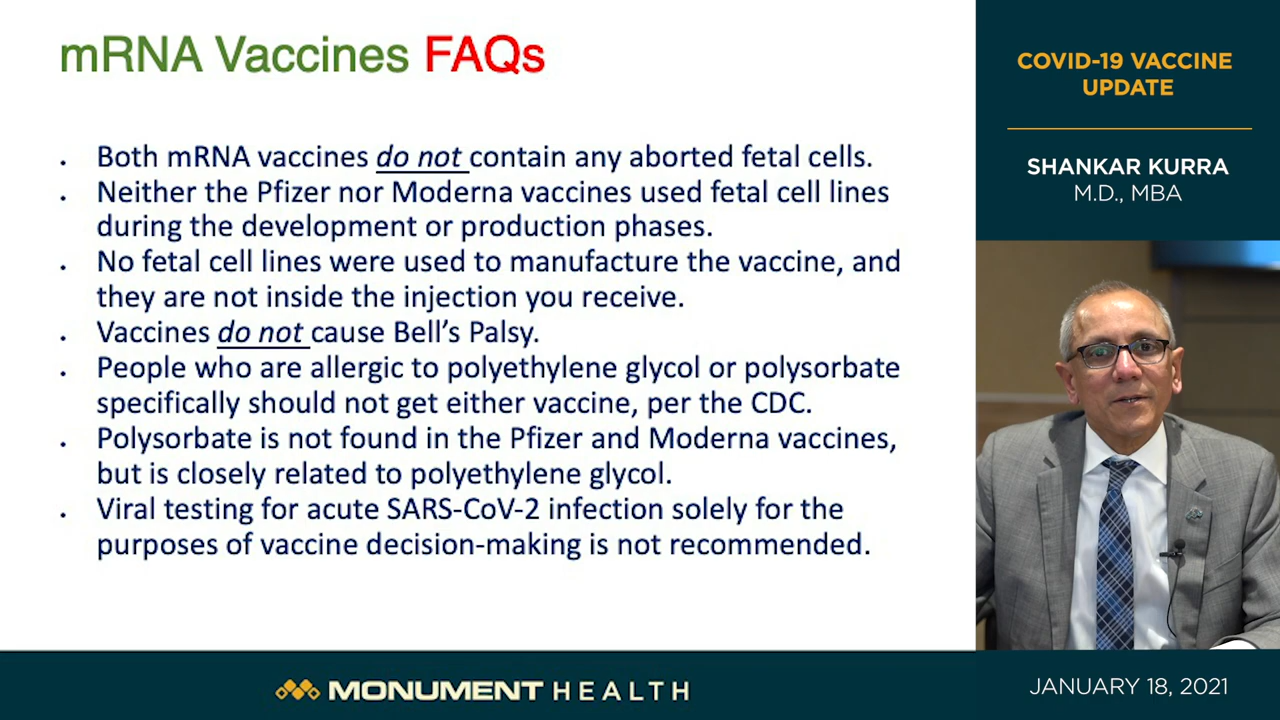 mRNA Vaccines FAQs
• Both mRNA vaccines do not contain any aborted fetal cells.
• Neither the Pfizer nor Moderna vaccines used fetal cell lines
during the development or production phases.
• No fetal cell lines were used to manufacture the vaccine, and
they are not inside the injection you receive.
• Vaccines do not cause Bell's Palsy.
• People who are allergic to polyethylene glycol or polysorbate
specifically should not get either vaccine, per the CDC.
• Polysorbate is not found in the Pfizer and Moderna vaccines,
but is closely related to polyethylene glycol.
• Viral testing for acute SARS-CoV-2 infection solely for the
purposes of vaccine decision-making is not recommended.
COVID-19 VACCINE
UPDATE
SHANKAR KURRA
M.D., MBA
MONUMENT HEALTH
JANUARY 18, 2021